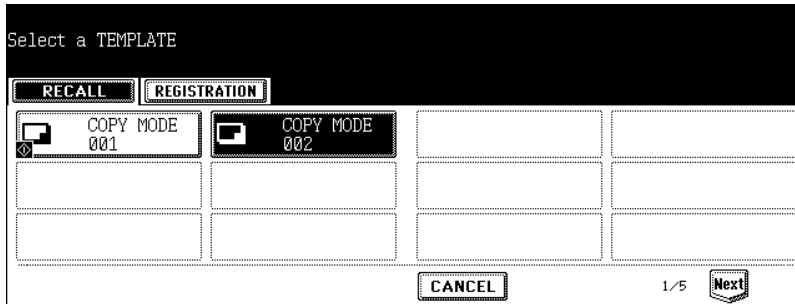 Select a TEMPLATE
RECALL REGISTRATION
COPY MODE COPY MODE
001 002
CANCEL 1/5 Next